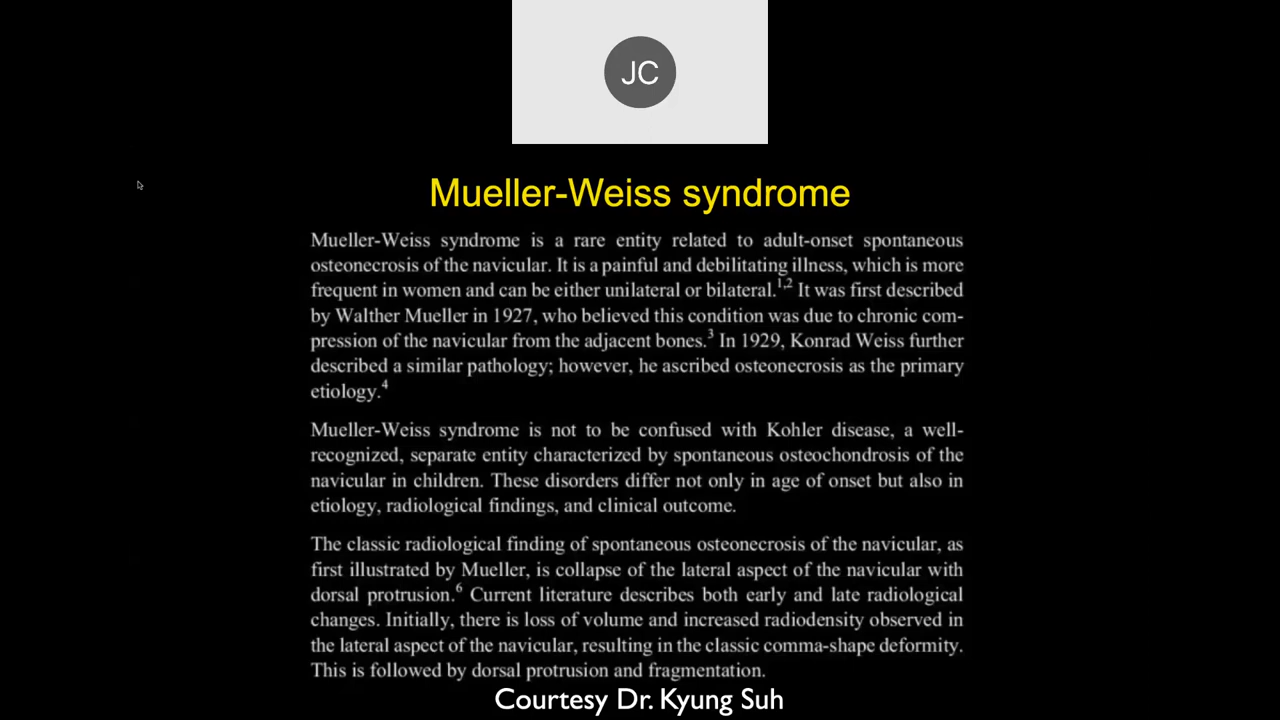 JC
Mueller-Weiss syndrome
Mueller-Weiss syndrome is a rare entity related to adult-onset spontaneous
osteonecrosis of the navicular. It is a painful and debilitating illness, which is more
frequent in women and can be either unilateral or bilateral.1,2 It was first described
by Walther Mueller in 1927, who believed this condition was due to chronic com-
pression of the navicular from the adjacent bones.3 In 1929, Konrad Weiss further
described a similar pathology; however, he ascribed osteonecrosis as the primary
etiology.4
Mueller-Weiss syndrome is not to be confused with Kohler disease, a well-
recognized, separate entity characterized by spontaneous osteochondrosis of the
navicular in children. These disorders differ not only in age of onset but also in
etiology, radiological findings, and clinical outcome.
The classic radiological finding of spontaneous osteonecrosis of the navicular, as
first illustrated by Mueller, is collapse of the lateral aspect of the navicular with
dorsal protrusion.6 Current literature describes both early and late radiological
changes. Initially, there is loss of volume and increased radiodensity observed in
the lateral aspect of the navicular, resulting in the classic comma-shape deformity.
This is followed by dorsal protrusion and fragmentation.
Courtesy Dr. Kyung Suh